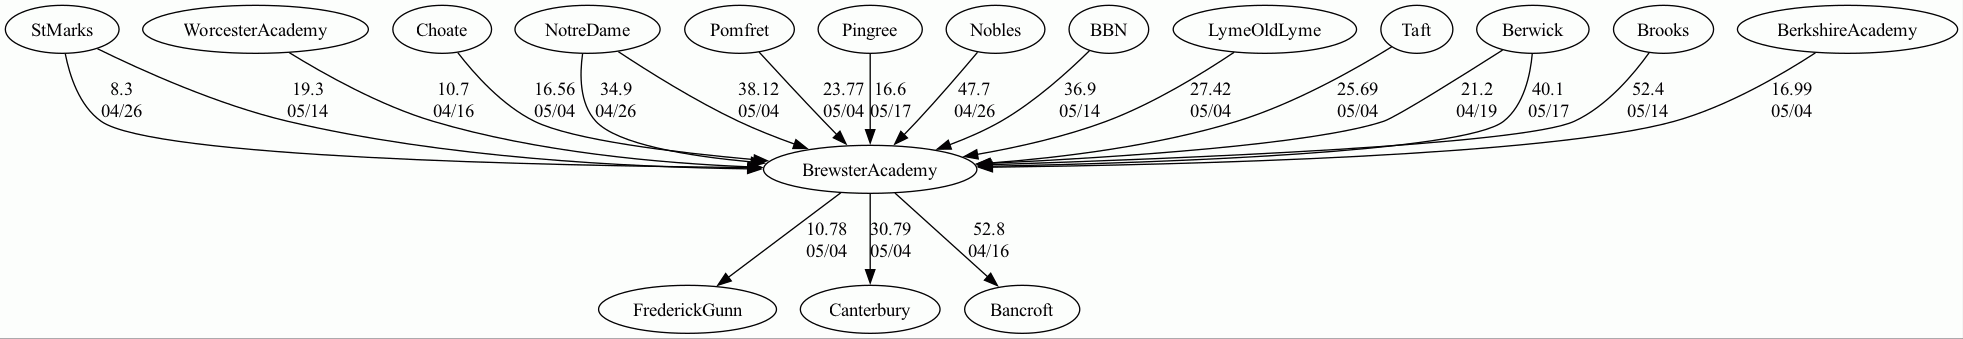 StMarks
WorcesterAcademy
Choate
NotreDame
Pomfret
Pingree
Nobles
BBN
LymeOldLyme
Taft
Berwick
Brooks
BerkshireAcademy
8.3
04/26
19.3
05/14
10.7
04/16
16.56
05/04
34.9
04/26
38.12
05/04
23.77
05/04
16.6
05/17
47.7
04/26
36.9
05/14
27.42
05/04
25.69
05/04
21.2
04/19
40.1
05/17
52.4
05/14
16.99
05/04
BrewsterAcademy
10.78
05/04
30.79
05/04
52.8
04/16
FrederickGunn
Canterbury
Bancroft